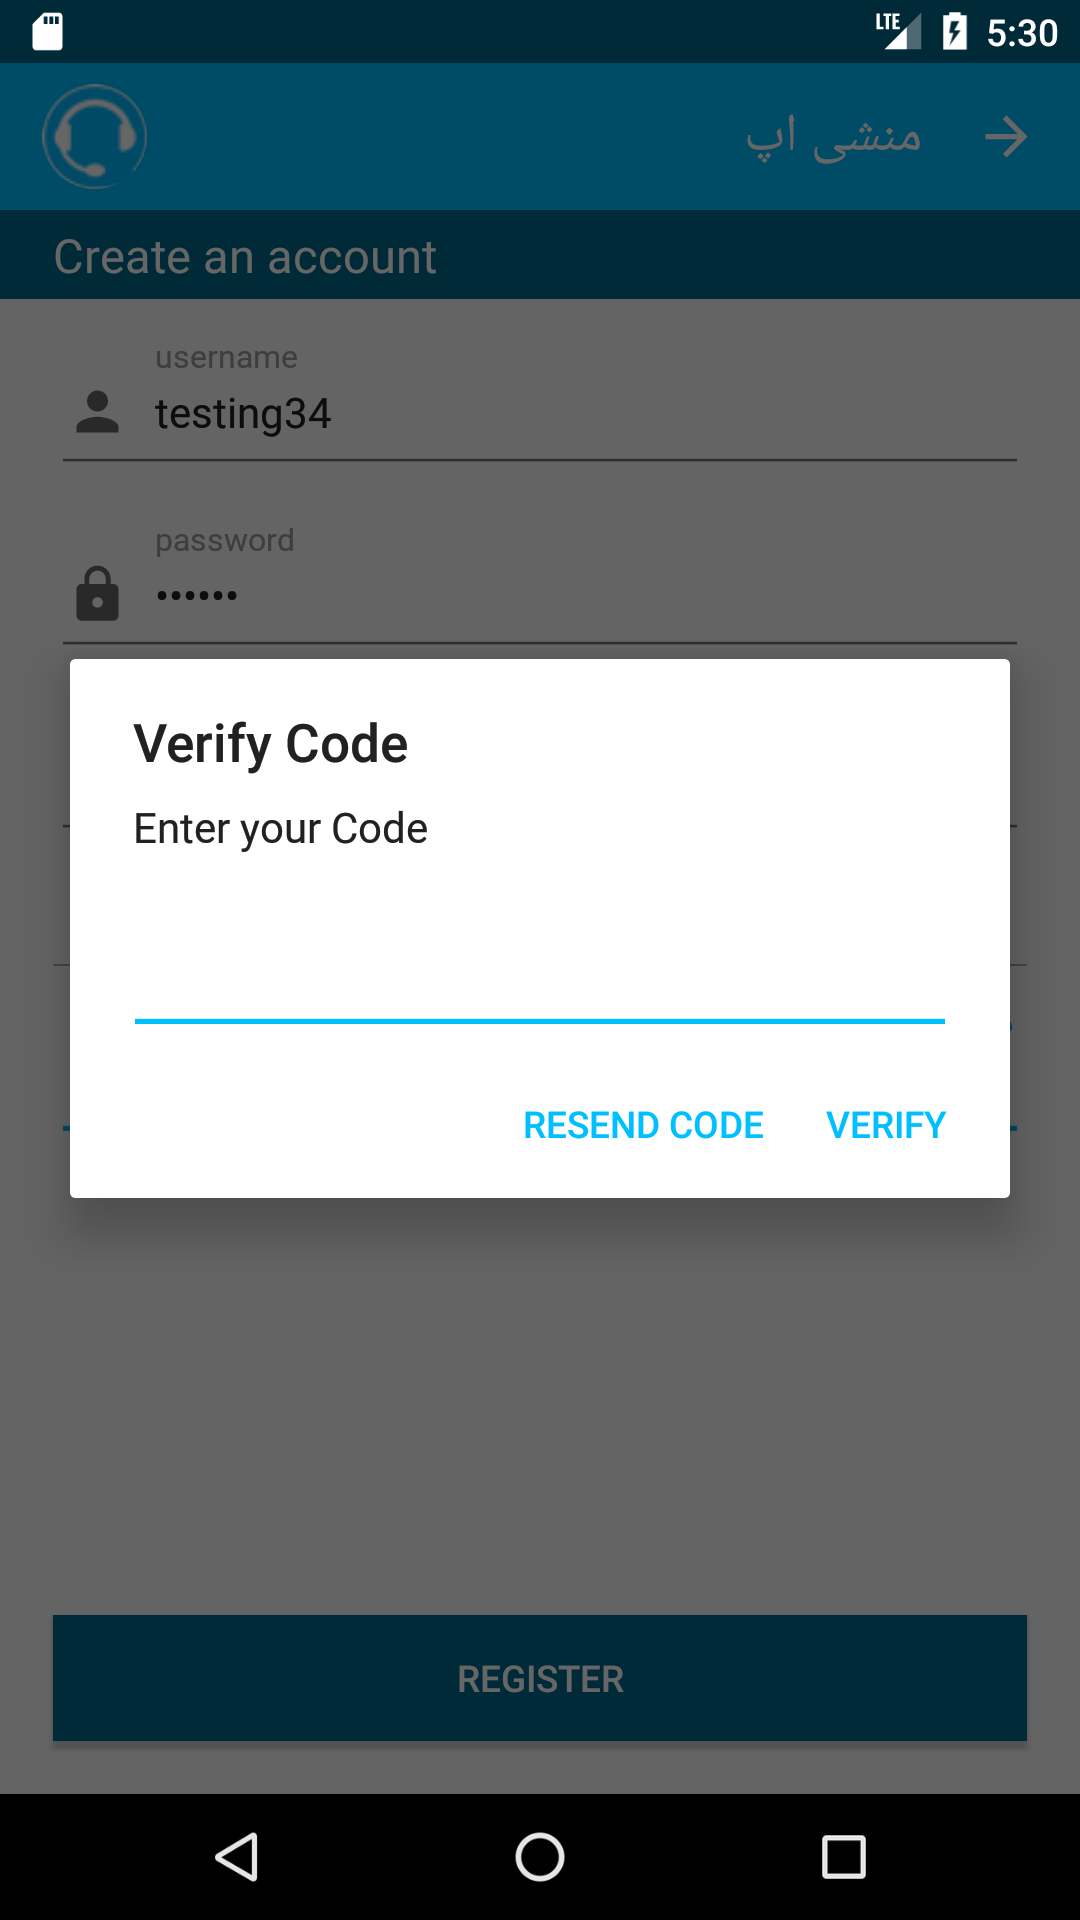 LTE 5:30
منشی اپ
Create an account
username
testing34
password
••••••
Verify Code
Enter your Code
RESEND CODE VERIFY
REGISTER